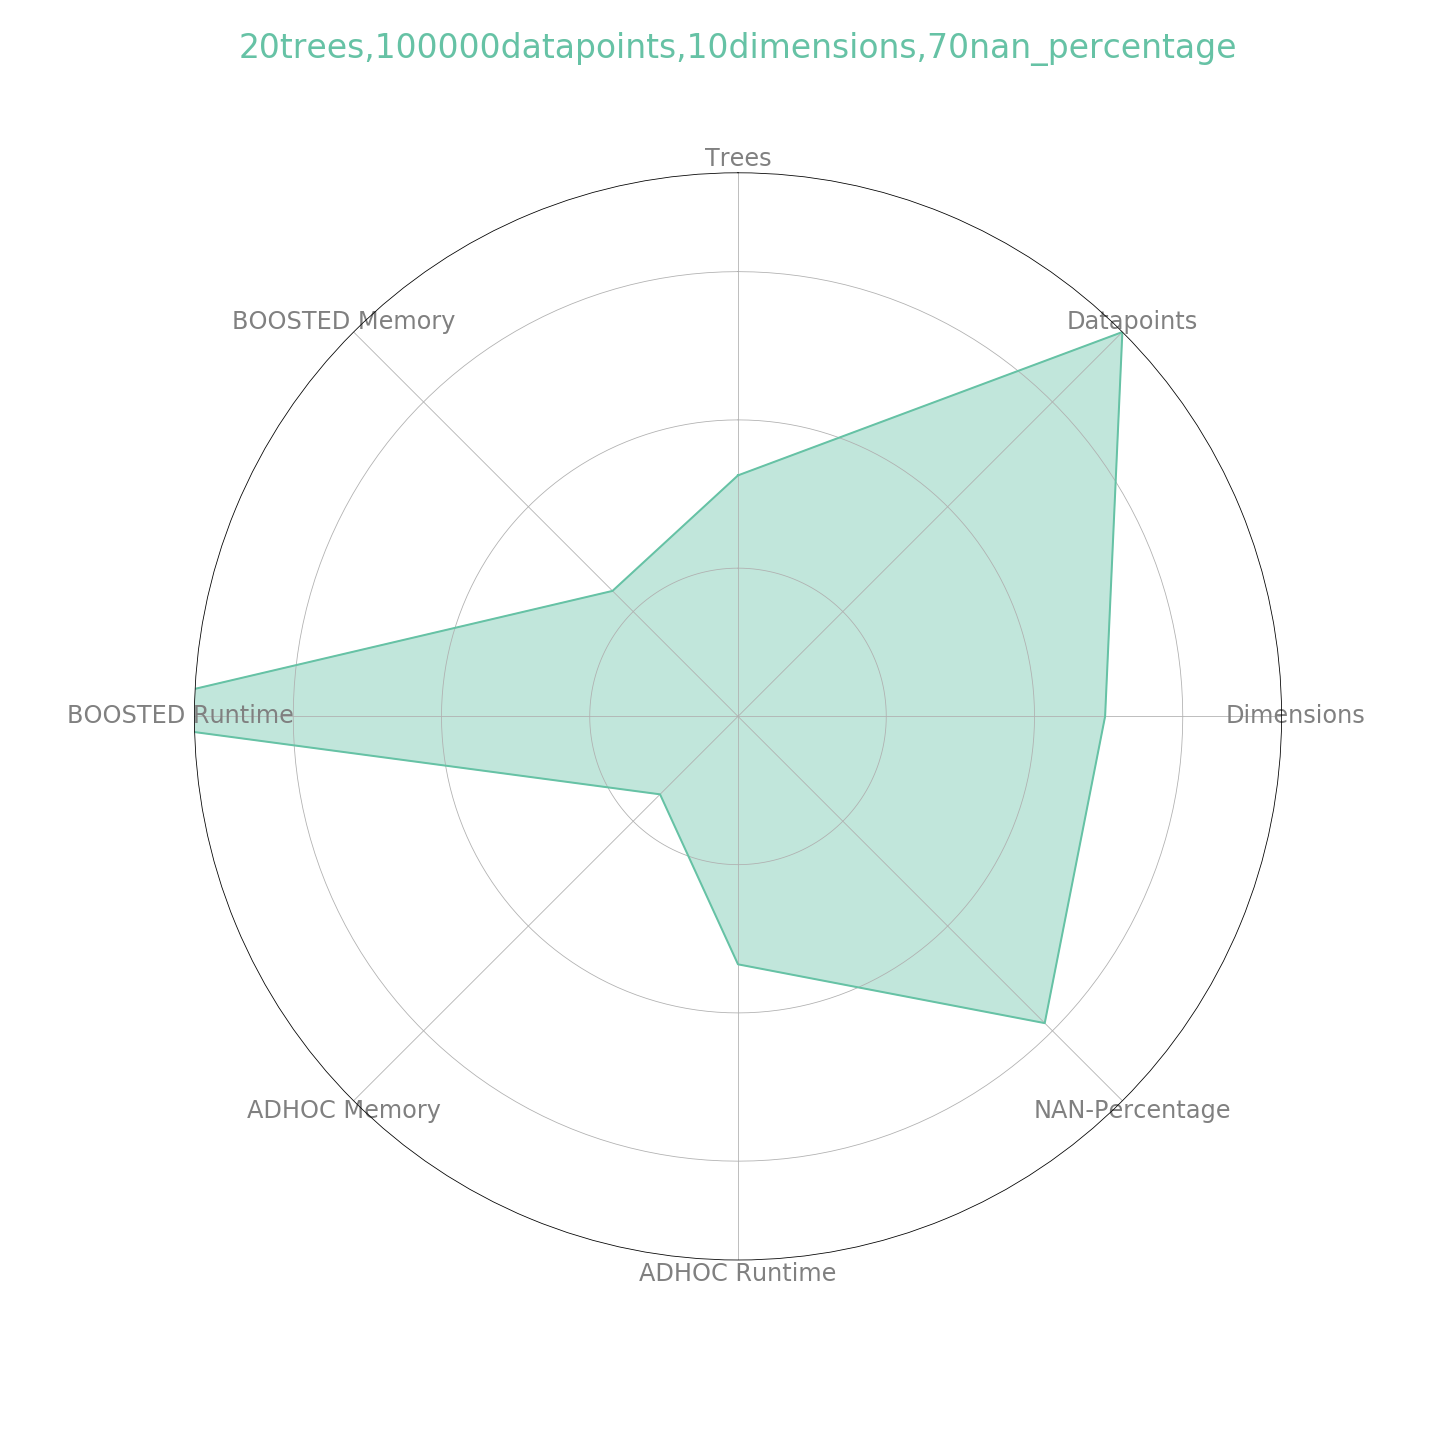 20trees,100000datapoints,10dimensions,70nan_percentage
Trees
BOOSTED Memory
Datapoints
BOOSTED Runtime
Dimensions
ADHOC Memory
NAN-Percentage
ADHOC Runtime